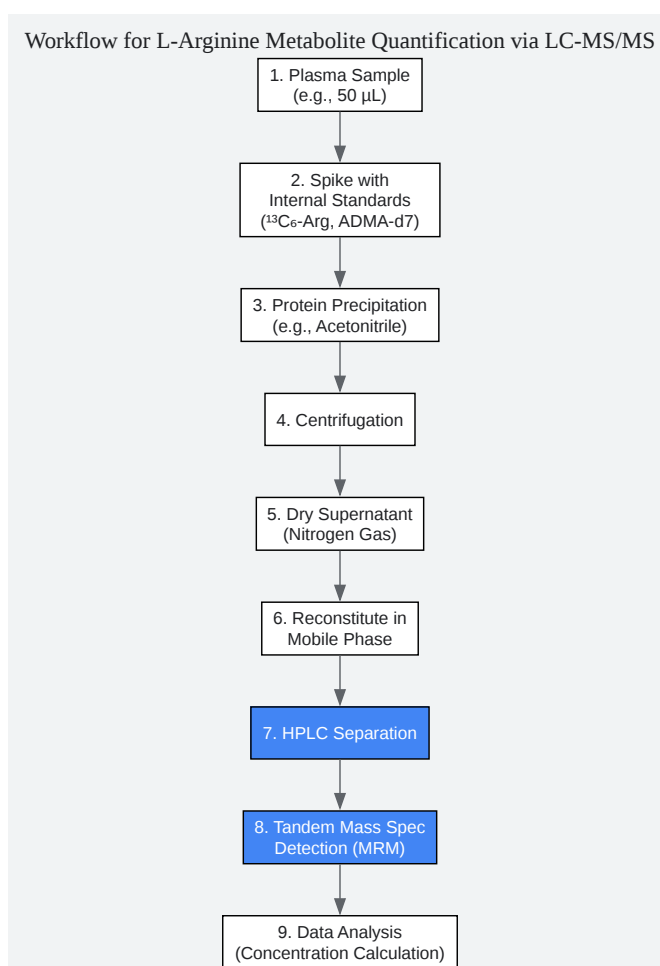 Workflow for L-Arginine Metabolite Quantification via LC-MS/MS
1. Plasma Sample
(e.g., 50 µL)
2. Spike with
Internal Standards
(¹³C₆-Arg, ADMA-d7)
3. Protein Precipitation
(e.g., Acetonitrile)
4. Centrifugation
5. Dry Supernatant
(Nitrogen Gas)
6. Reconstitute in
Mobile Phase
7. HPLC Separation
8. Tandem Mass Spec
Detection (MRM)
9. Data Analysis
(Concentration Calculation)